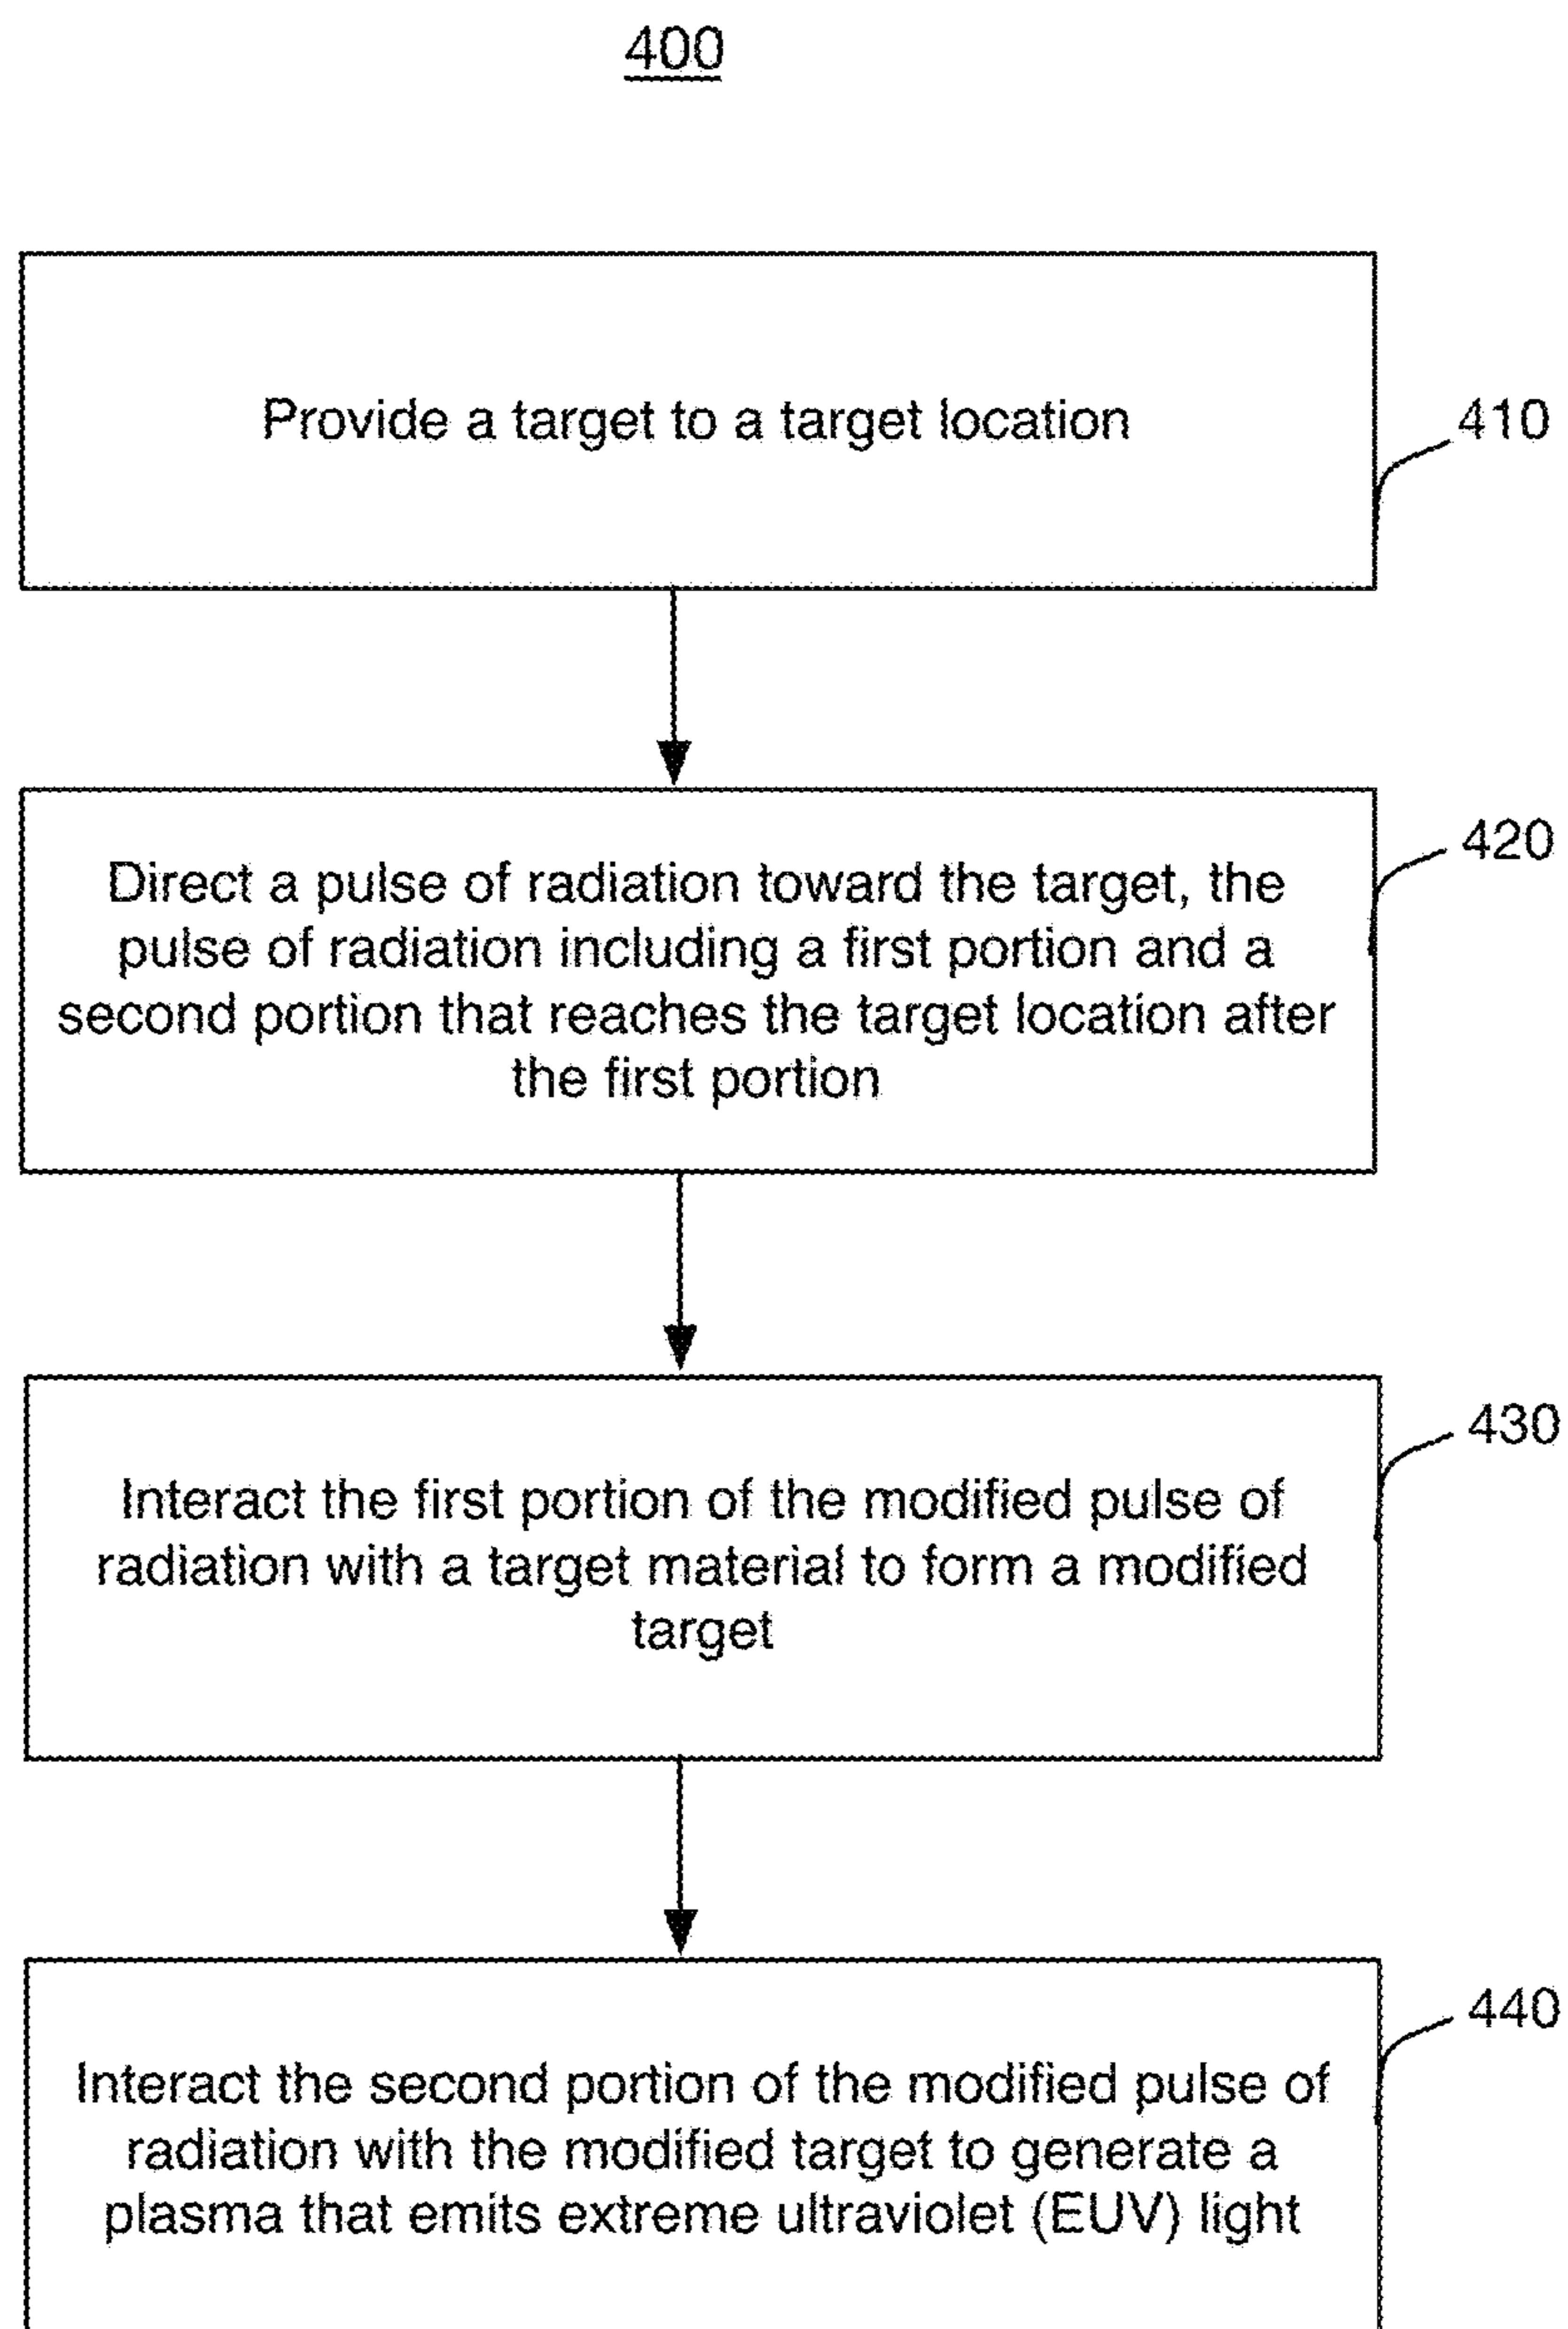 400
Provide a target to a target location
410
Direct a pulse of radiation toward the target, the
pulse of radiation including a first portion and a
second portion that reaches the target location after
the first portion
420
Interact the first portion of the modified pulse of
radiation with a target material to form a modified
target
430
Interact the second portion of the modified pulse of
radiation with the modified target to generate a
plasma that emits extreme ultraviolet (EUV) light
440